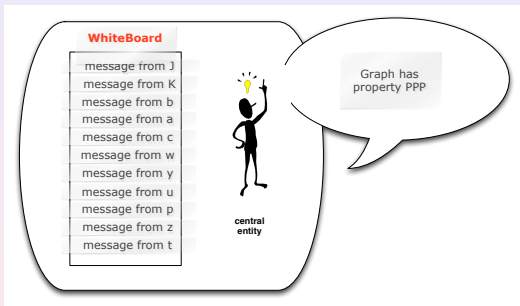 WhiteBoard
message from J
message from K
message from b
message from a
message from c
message from w
message from y
message from u
message from p
message from z
message from t
central
entity
Graph has
property PPP